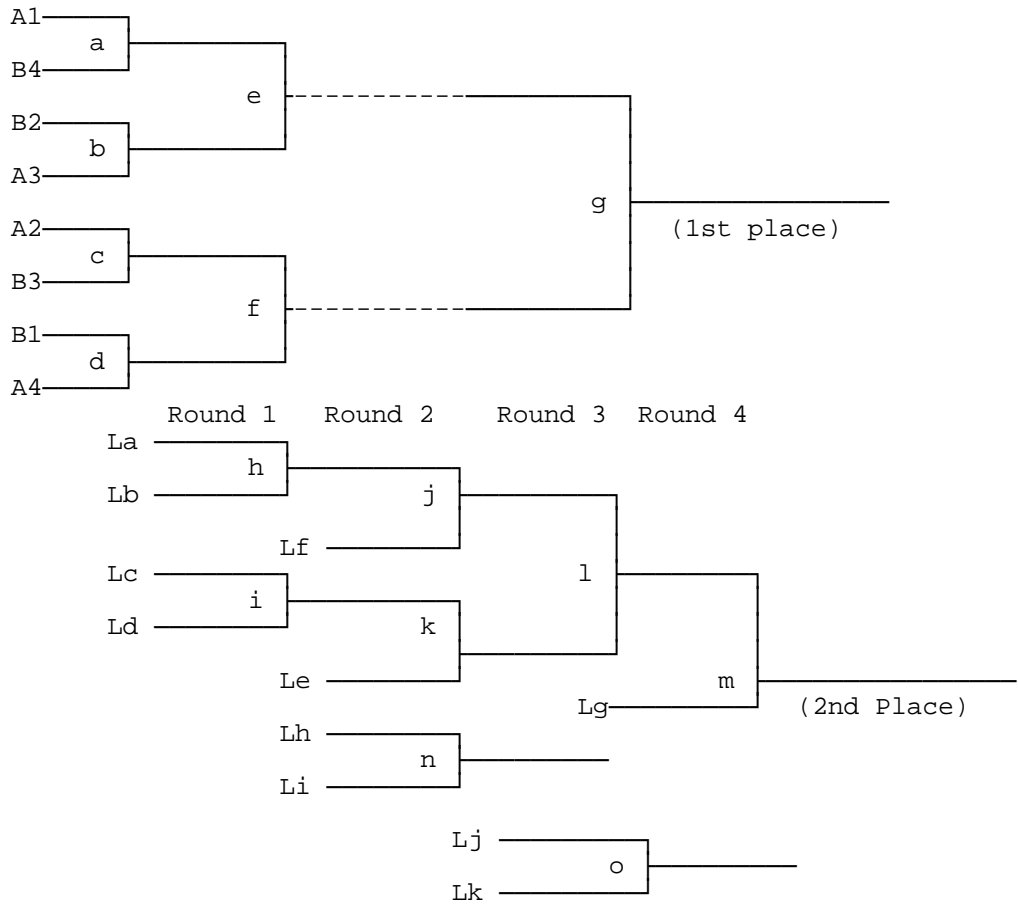 A1
a
B4
e
B2
b
A3
g
A2
(1st place)
c
B3
f
B1
d
A4
Round 1 Round 2 Round 3 Round 4
La
h
Lb
j
Lf
Lc
l
i
Ld
k
Le
m
Lg
(2nd Place)
Lh
n
Li
Lj
o
Lk